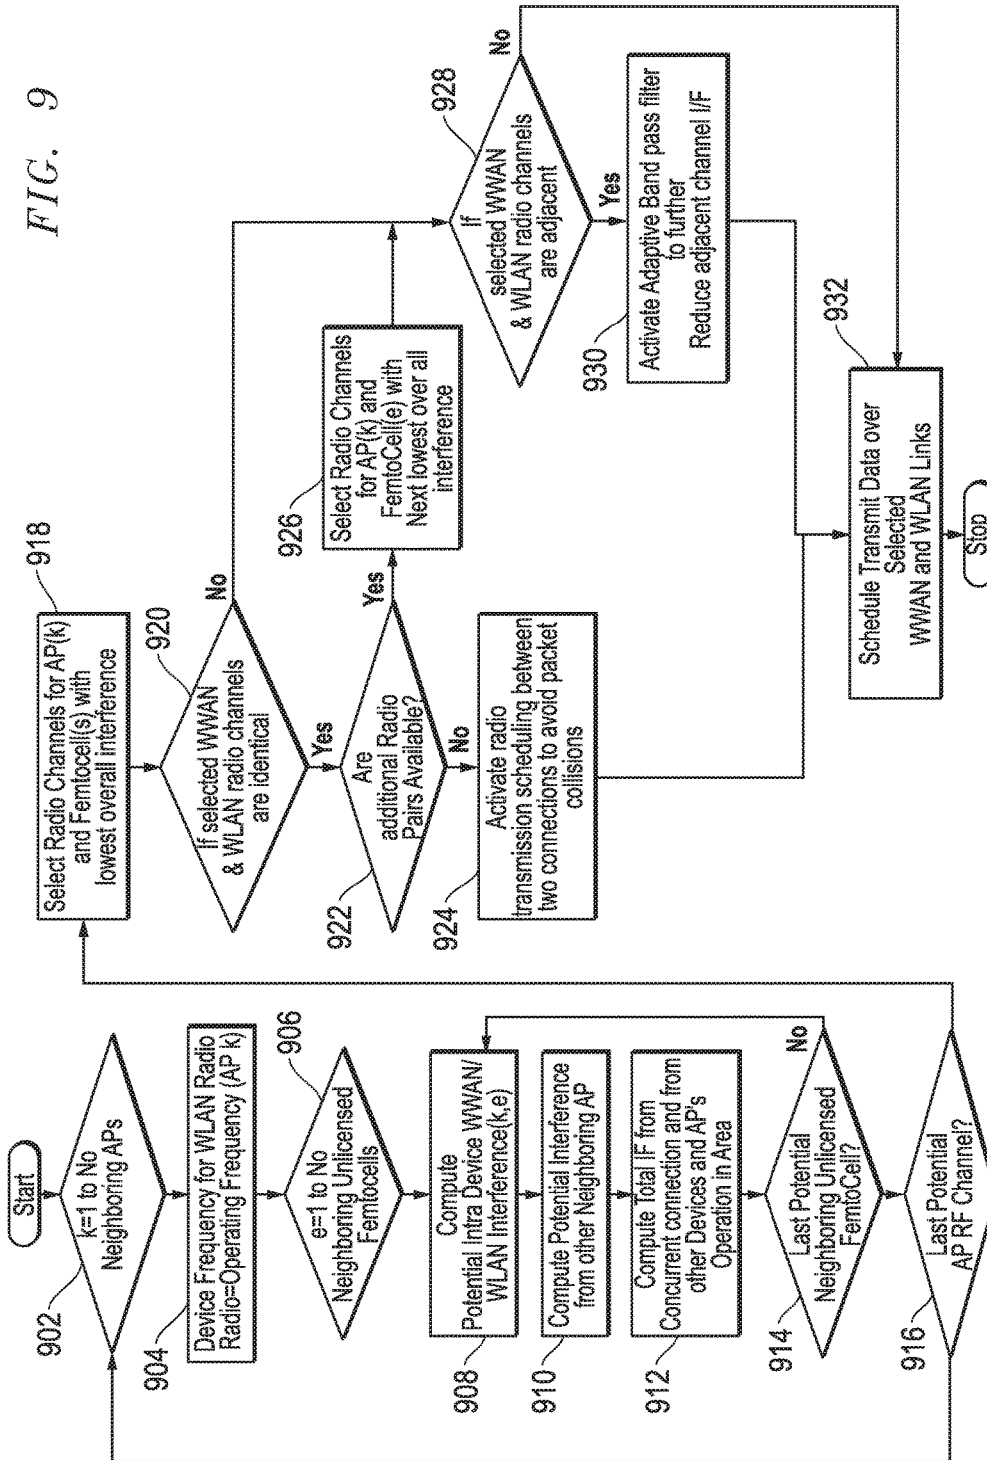 FIG. 9
Start
902
k=1 to No
Neighboring APs
904
Device Frequency for WLAN Radio
Radio=Operating Frequency (AP k)
906
e=1 to No
Neighboring Unlicensed
Femtocells
908
Compute
Potential Intra Device WWAN/
WLAN Interference(k,e)
910
Compute Potential Interference
from other Neighboring AP
912
Compute Total IF from
Concurrent connection and from
other Devices and AP's
Operation in Area
914
Last Potential
Neighboring Unlicensed
FemtoCell?
No
916
Last Potential
AP RF Channel?
918
Select Radio Channels for AP(k)
and Femtocell(s) with
lowest overall interference
920
If selected WWAN
& WLAN radio channels
are identical
No
Yes
922
Are
additional Radio
Pairs Available?
Yes
No
924
Activate radio
transmission scheduling between
two connections to avoid packet
collisions
926
Select Radio Channels
for AP(k) and
FemtoCell(e) with
Next lowest over all
interference
928
If
selected WWAN
& WLAN radio channels
are adjacent
No
Yes
930
Activate Adaptive Band pass filter
to further
Reduce adjacent channel I/F
932
Schedule Transmit Data over
Selected
WWAN and WLAN Links
Stop